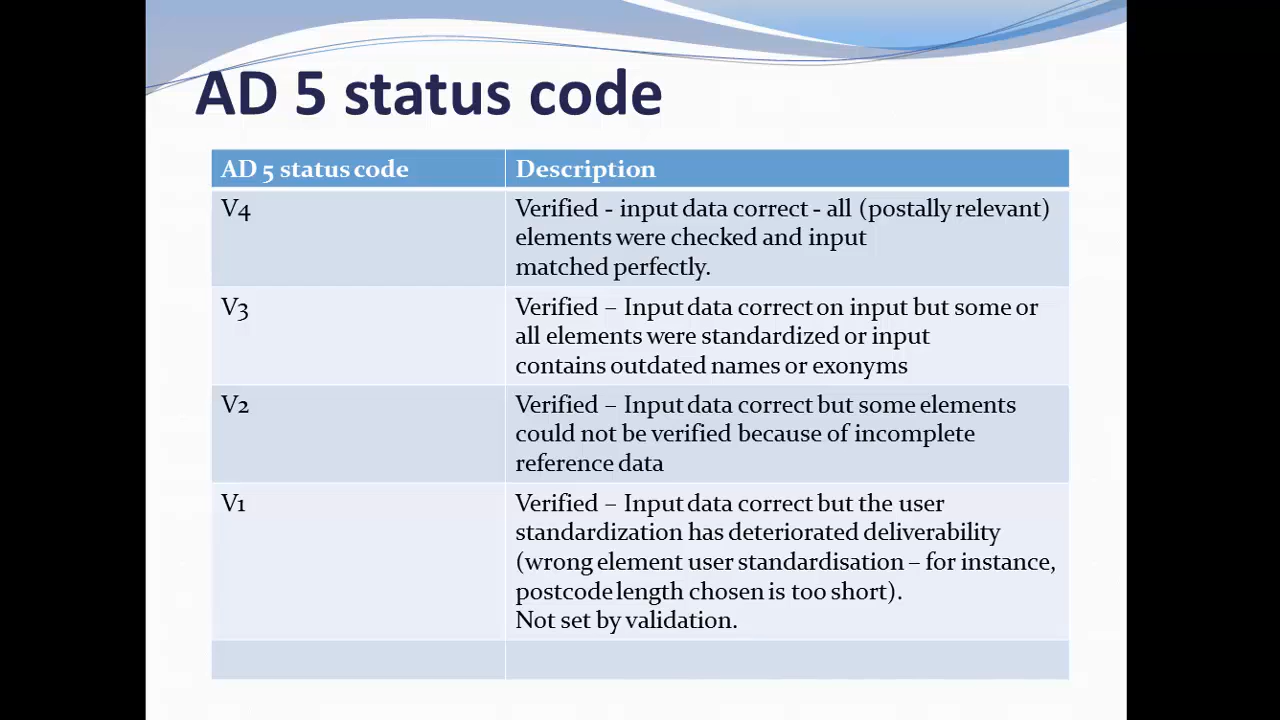 AD 5 status code
AD 5 status code
Description
V4
Verified - input data correct - all (postally relevant)
elements were checked and input
matched perfectly.
V3
Verified – Input data correct on input but some or
all elements were standardized or input
contains outdated names or exonyms
V2
Verified – Input data correct but some elements
could not be verified because of incomplete
reference data
V1
Verified – Input data correct but the user
standardization has deteriorated deliverability
(wrong element user standardisation – for instance,
postcode length chosen is too short).
Not set by validation.